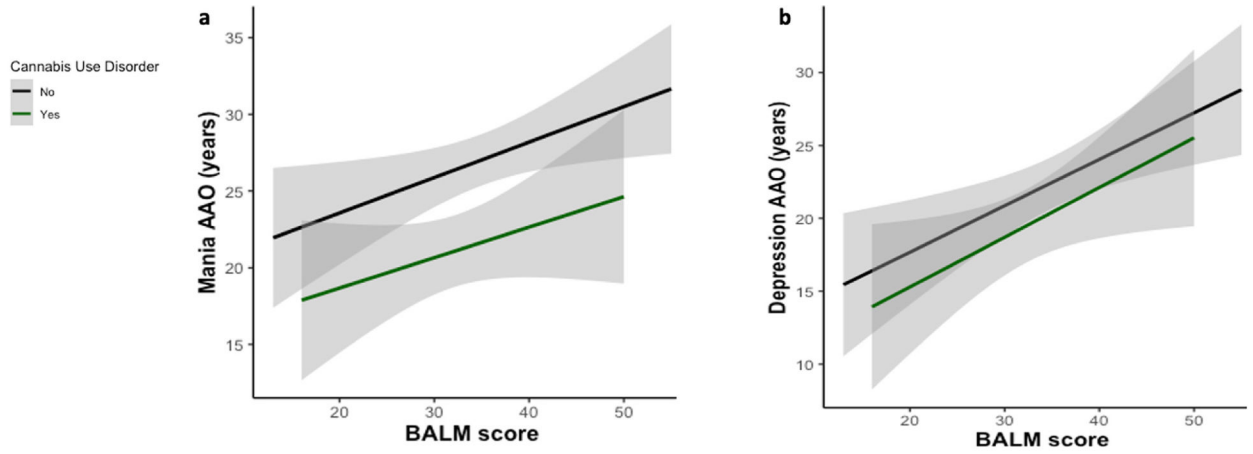 Cannabis Use Disorder
No
Yes
a
Mania AAO (years)
35
30
25
20
15
20 30 40 50
BALM score
b
Depression AAO (years)
30
25
20
15
10
20 30 40 50
BALM score